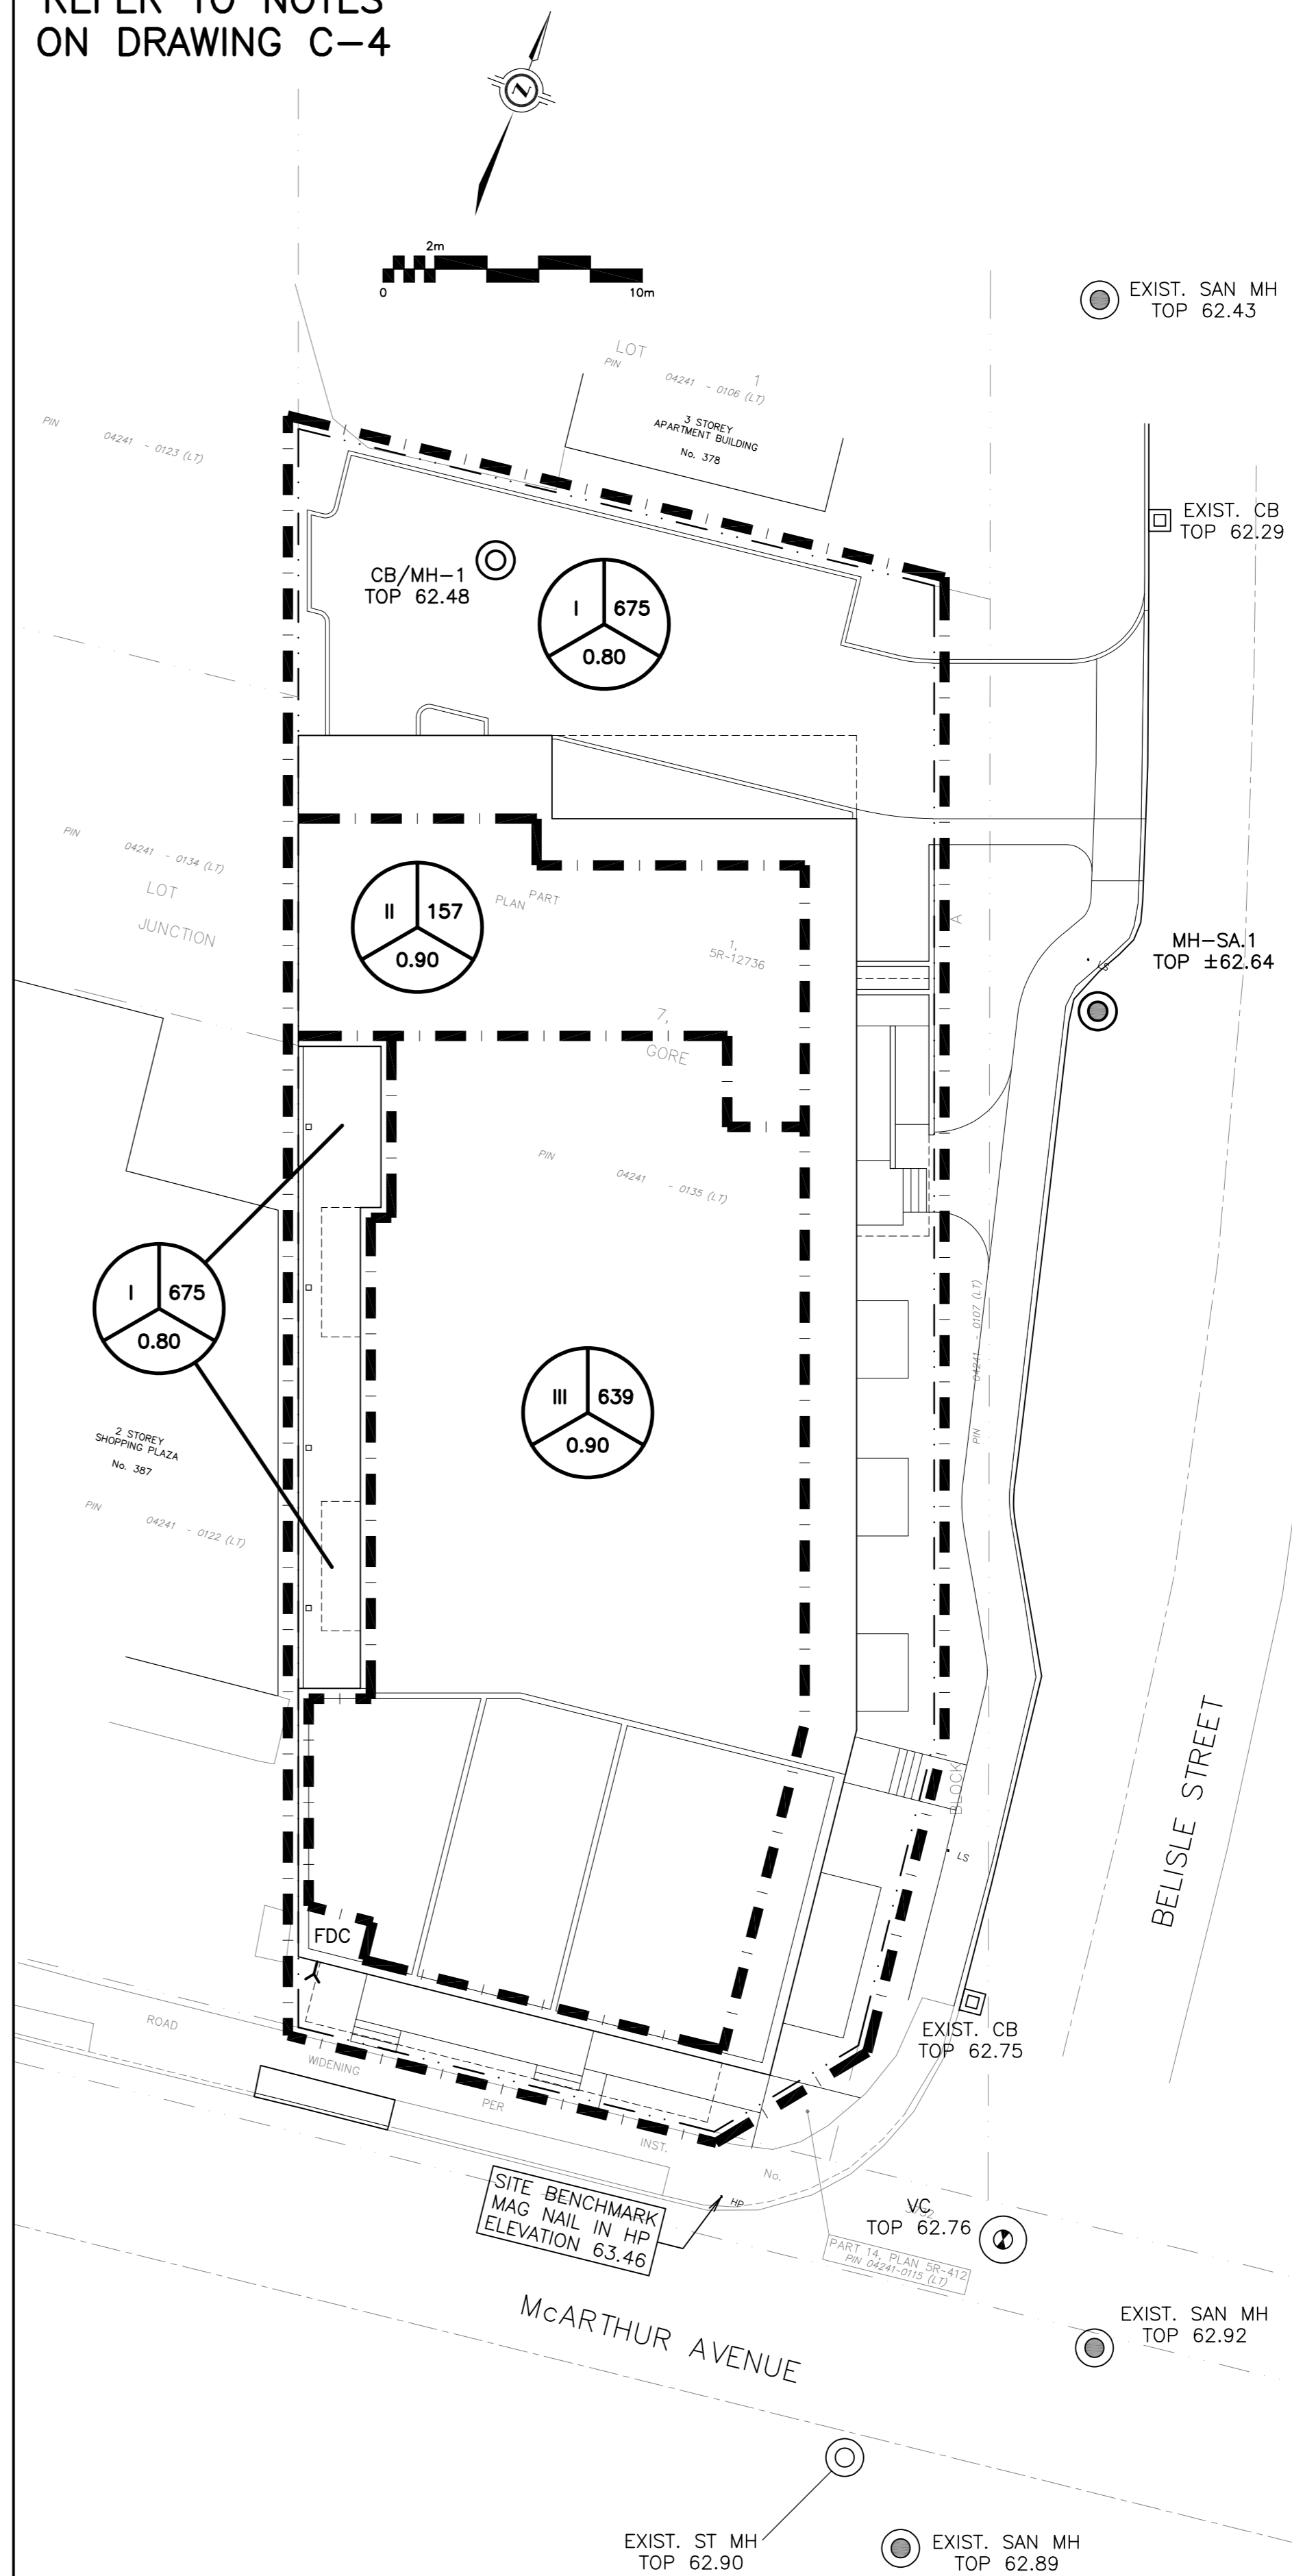 REFER TO NOTES
ON DRAWING C-4
N
2m
0
10m
EXIST. SAN MH
TOP 62.43
LOT
1
PIN
04241 - 0106 (LT)
3 STOREY
APARTMENT BUILDING
No. 378
PIN
04241 - 0123 (LT)
EXIST. CB
TOP 62.29
CB/MH-1
TOP 62.48
I
675
0.80
PIN
04241 - 0134 (LT)
LOT
JUNCTION
II
157
0.90
PLAN
PART
1,
5R-12736
A
MH-SA.1
TOP ±62.64
LS
7,
GORE
PIN
04241 - 0135 (LT)
I
675
0.80
PIN 04241 - 0107 (LT)
III
639
0.90
2 STOREY
SHOPPING PLAZA
No. 387
PIN
04241 - 0122 (LT)
BELISLE STREET
BLOCK
LS
FDC
EXIST. CB
TOP 62.75
ROAD
WIDENING
PER
INST.
No.
HP
SITE BENCHMARK
MAG NAIL IN HP
ELEVATION 63.46
VC
TOP 62.76
PART 14, PLAN 5R-412
PIN 04241-0115 (LT)
McARTHUR AVENUE
EXIST. SAN MH
TOP 62.92
EXIST. ST MH
TOP 62.90
EXIST. SAN MH
TOP 62.89